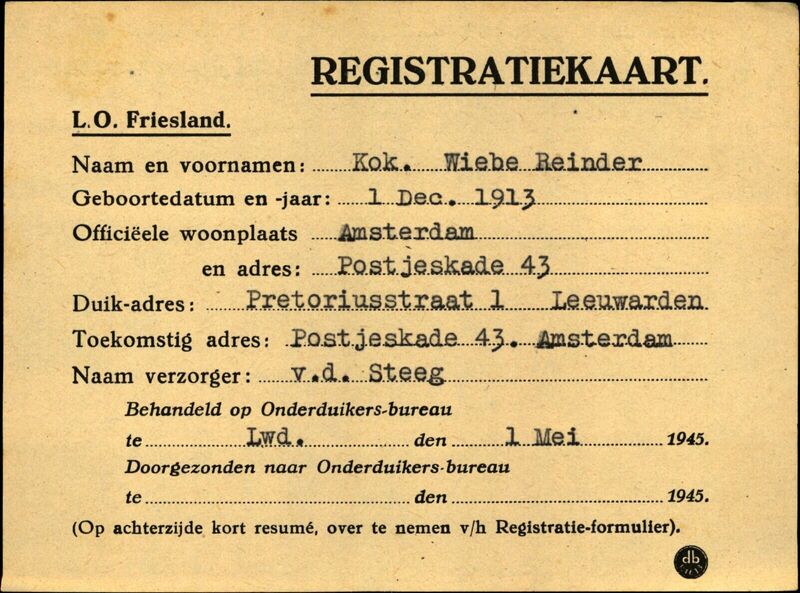 REGISTRATIEKAART.
L.O. Friesland.
Naam en voornamen: Kok. Wiebe Reinder
Geboortedatum en -jaar: 1 Dec. 1913
Officiëele woonplaats Amsterdam
en adres: Postjeskade 43
Duik-adres: Pretoriusstraat 1 Leeuwarden
Toekomstig adres: Postjeskade 43. Amsterdam
Naam verzorger: v.d. Steeg
Behandeld op Onderduikers-bureau
te Lwd. den 1 Mei 1945.
Doorgezonden naar Onderduikers-bureau
te den 1945.
(Op achterzijde kort resumé, over te nemen v/h Registratie-formulier).
db